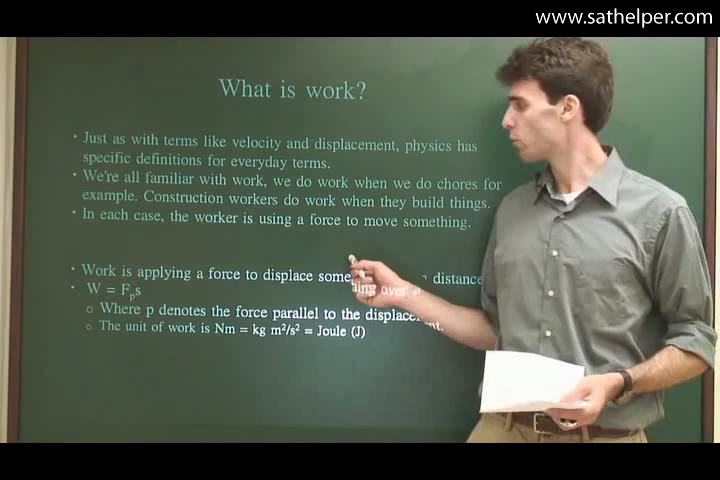 www.sathelper.com
What is work?
• Just as with terms like velocity and displacement, physics has
specific definitions for everyday terms.
• We're all familiar with work, we do work when we do chores for
example. Construction workers do work when they build things.
• In each case, the worker is using a force to move something.
• Work is applying a force to displace something over a distance
• W = Fₚs
o Where p denotes the force parallel to the displacement.
o The unit of work is Nm = kg m²/s² = Joule (J)